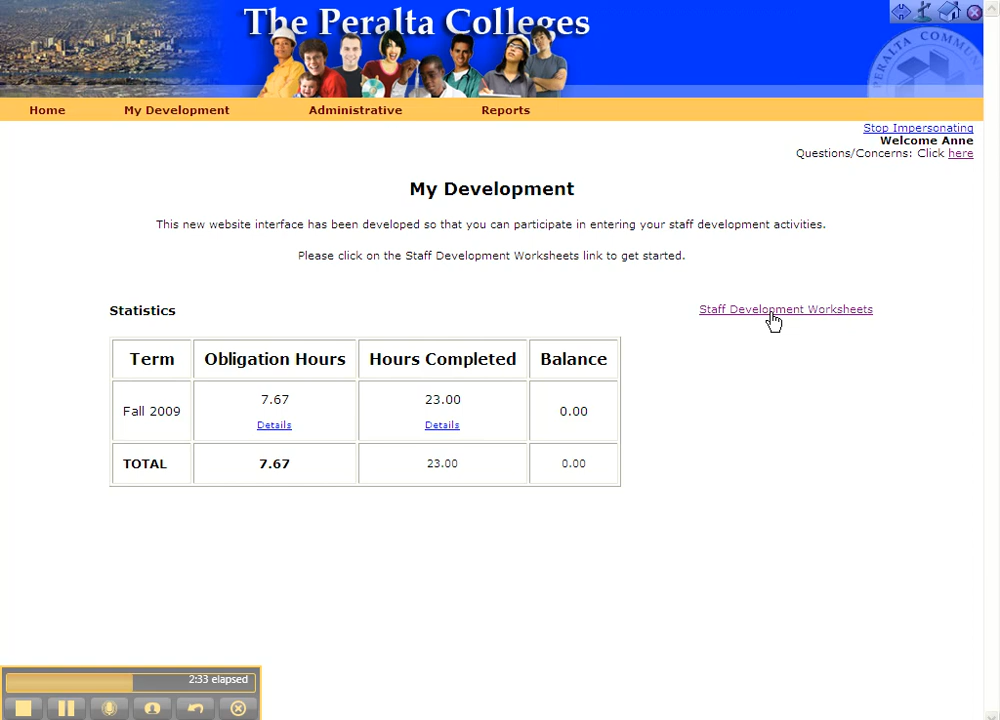 The Peralta Colleges
PERALTA COMMUN
Home My Development Administrative Reports
Stop Impersonating
Welcome Anne
Questions/Concerns: Click here
My Development
This new website interface has been developed so that you can participate in entering your staff development activities.
Please click on the Staff Development Worksheets link to get started.
Statistics
Staff Development Worksheets
Term Obligation Hours Hours Completed Balance
Fall 2009 7.67 23.00 0.00
Details Details
TOTAL 7.67 23.00 0.00
2:33 elapsed